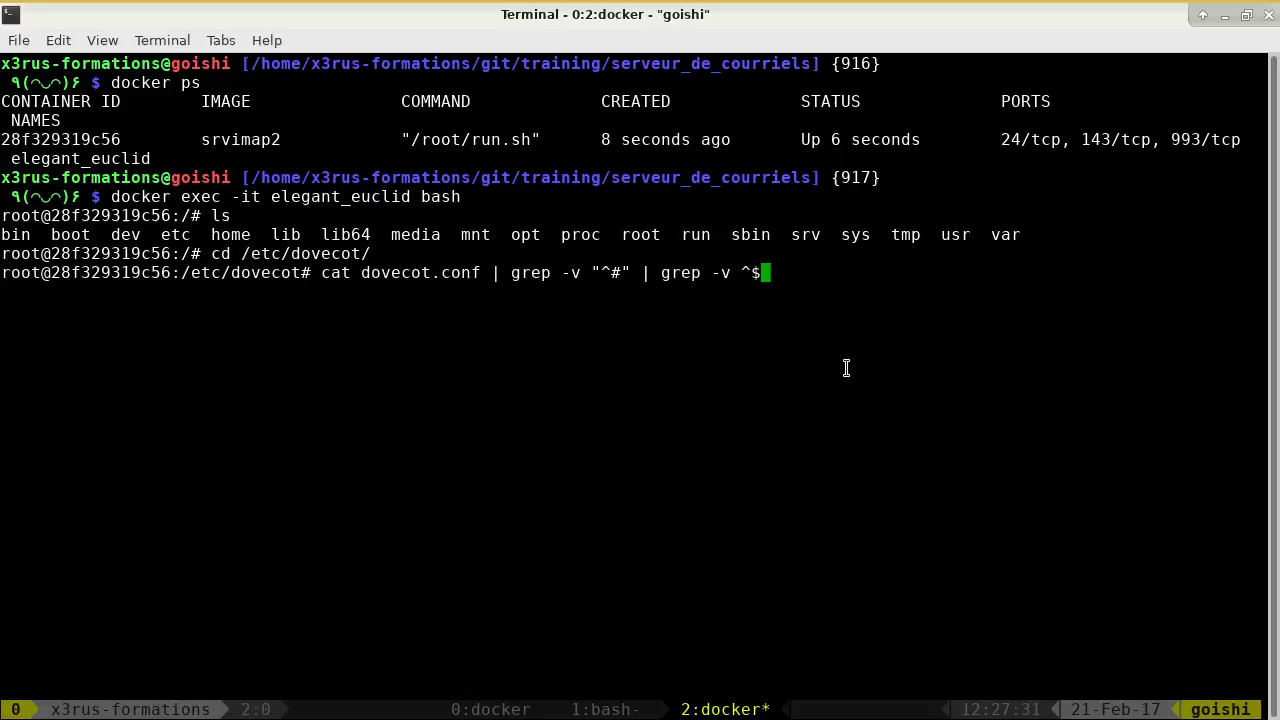 Terminal - 0:2:docker - "goishi"
File Edit View Terminal Tabs Help
x3rus-formations@goishi [/home/x3rus-formations/git/training/serveur_de_courriels] {916}
٩(◠‿◠)۶ $ docker ps
CONTAINER ID IMAGE COMMAND CREATED STATUS PORTS
NAMES
28f329319c56 srvimap2 "/root/run.sh" 8 seconds ago Up 6 seconds 24/tcp, 143/tcp, 993/tcp
elegant_euclid
x3rus-formations@goishi [/home/x3rus-formations/git/training/serveur_de_courriels] {917}
٩(◠‿◠)۶ $ docker exec -it elegant_euclid bash
root@28f329319c56:/# ls
bin boot dev etc home lib lib64 media mnt opt proc root run sbin srv sys tmp usr var
root@28f329319c56:/# cd /etc/dovecot/
root@28f329319c56:/etc/dovecot# cat dovecot.conf | grep -v "^#" | grep -v ^$
0 x3rus-formations 2:0 0:docker 1:bash- 2:docker* 12:27:31 21-Feb-17 goishi